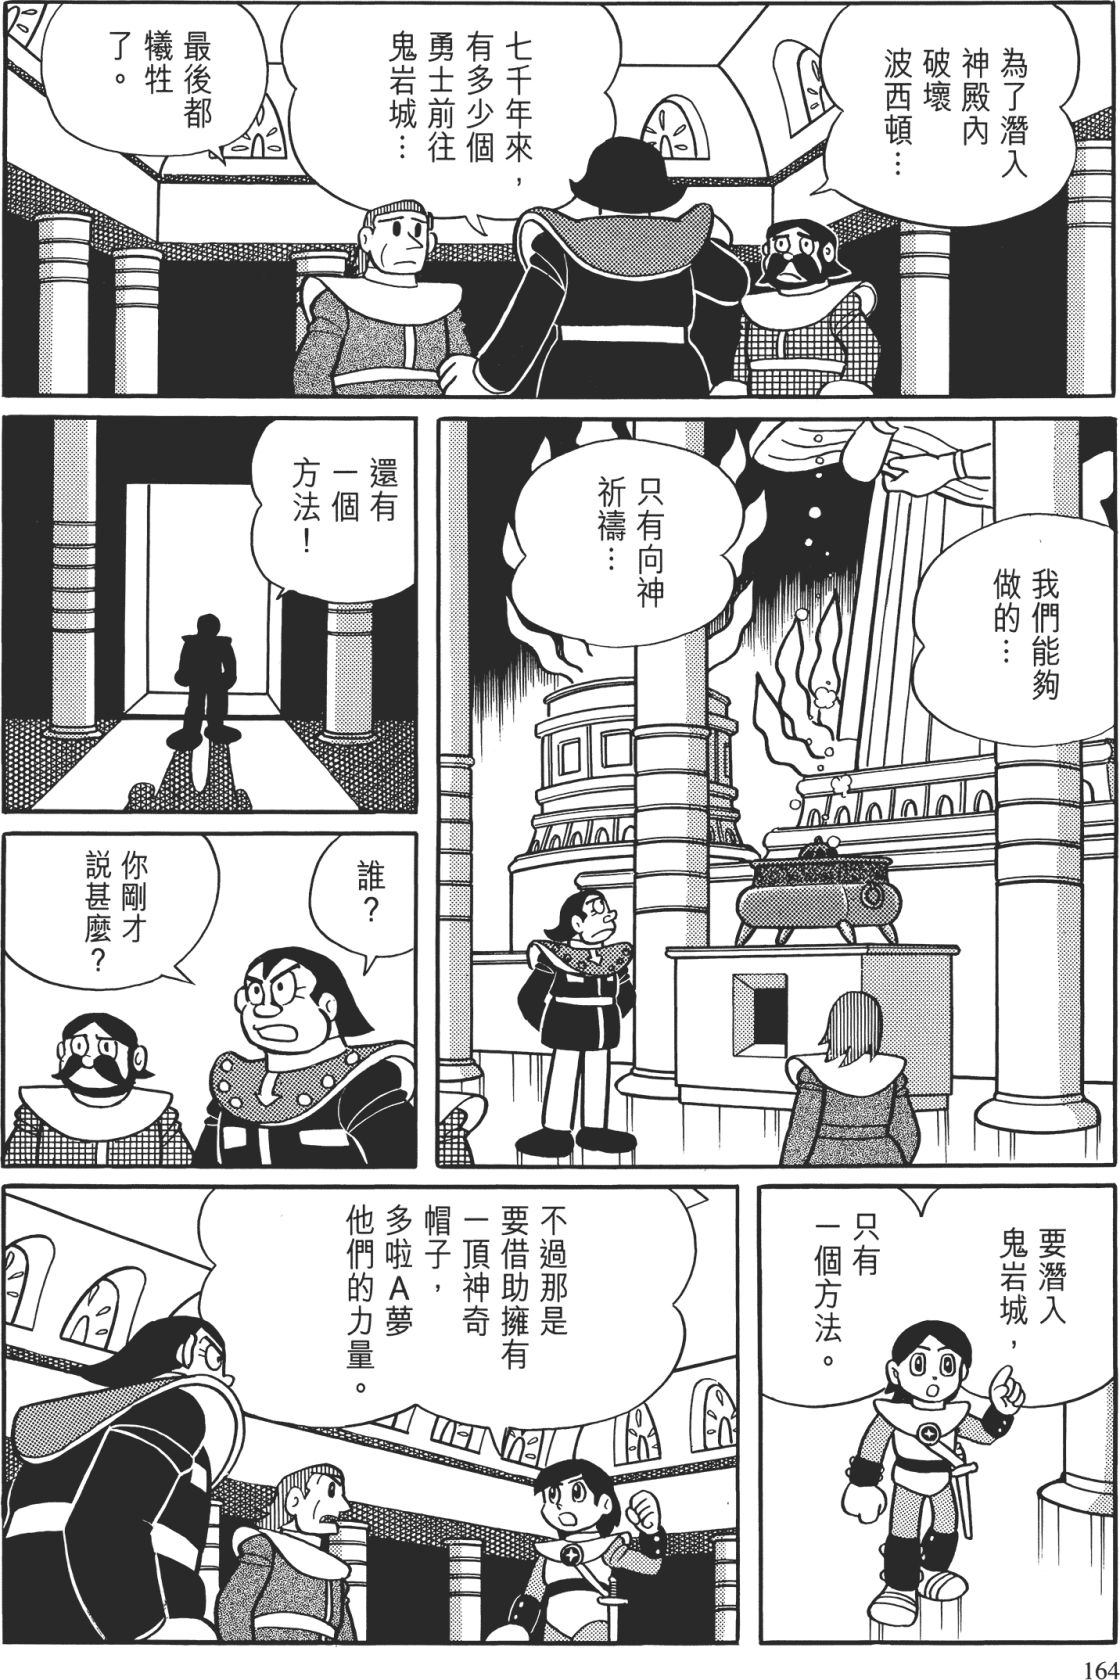 為了潛入
神殿內
破壞
波西頓…
七千年來，
有多少個
勇士前往
鬼岩城…
最後都
犧牲
了。
我們能夠
做的…
只有向神
祈禱…
還有
一個
方法！
誰？
你剛才
説甚麼？
要潛入
鬼岩城，
只有
一個方法。
不過那是
要借助擁有
一頂神奇
帽子，
多啦A夢
他們的力量。
164